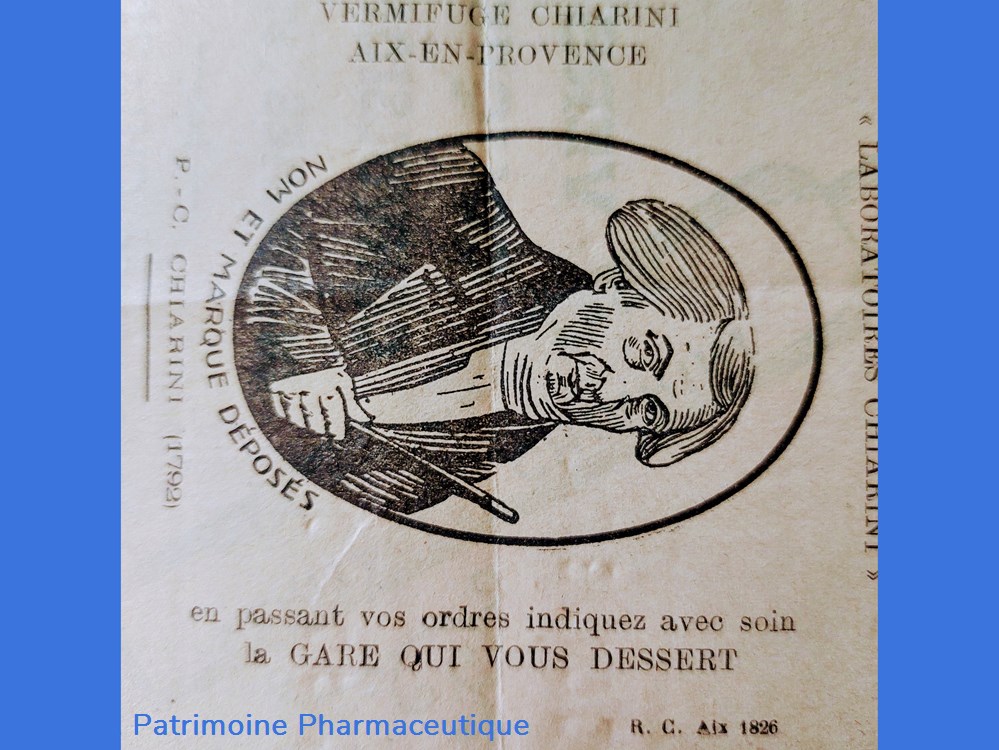 VERMIFUGE CHIARINI
AIX-EN-PROVENCE
« LABORATOIRES CHIARINI »
NOM ET MARQUE DÉPOSÉS
P.-C. CHIARINI (1792)
en passant vos ordres indiquez avec soin
la GARE QUI VOUS DESSERT
R. C. Aix 1826
Patrimoine Pharmaceutique